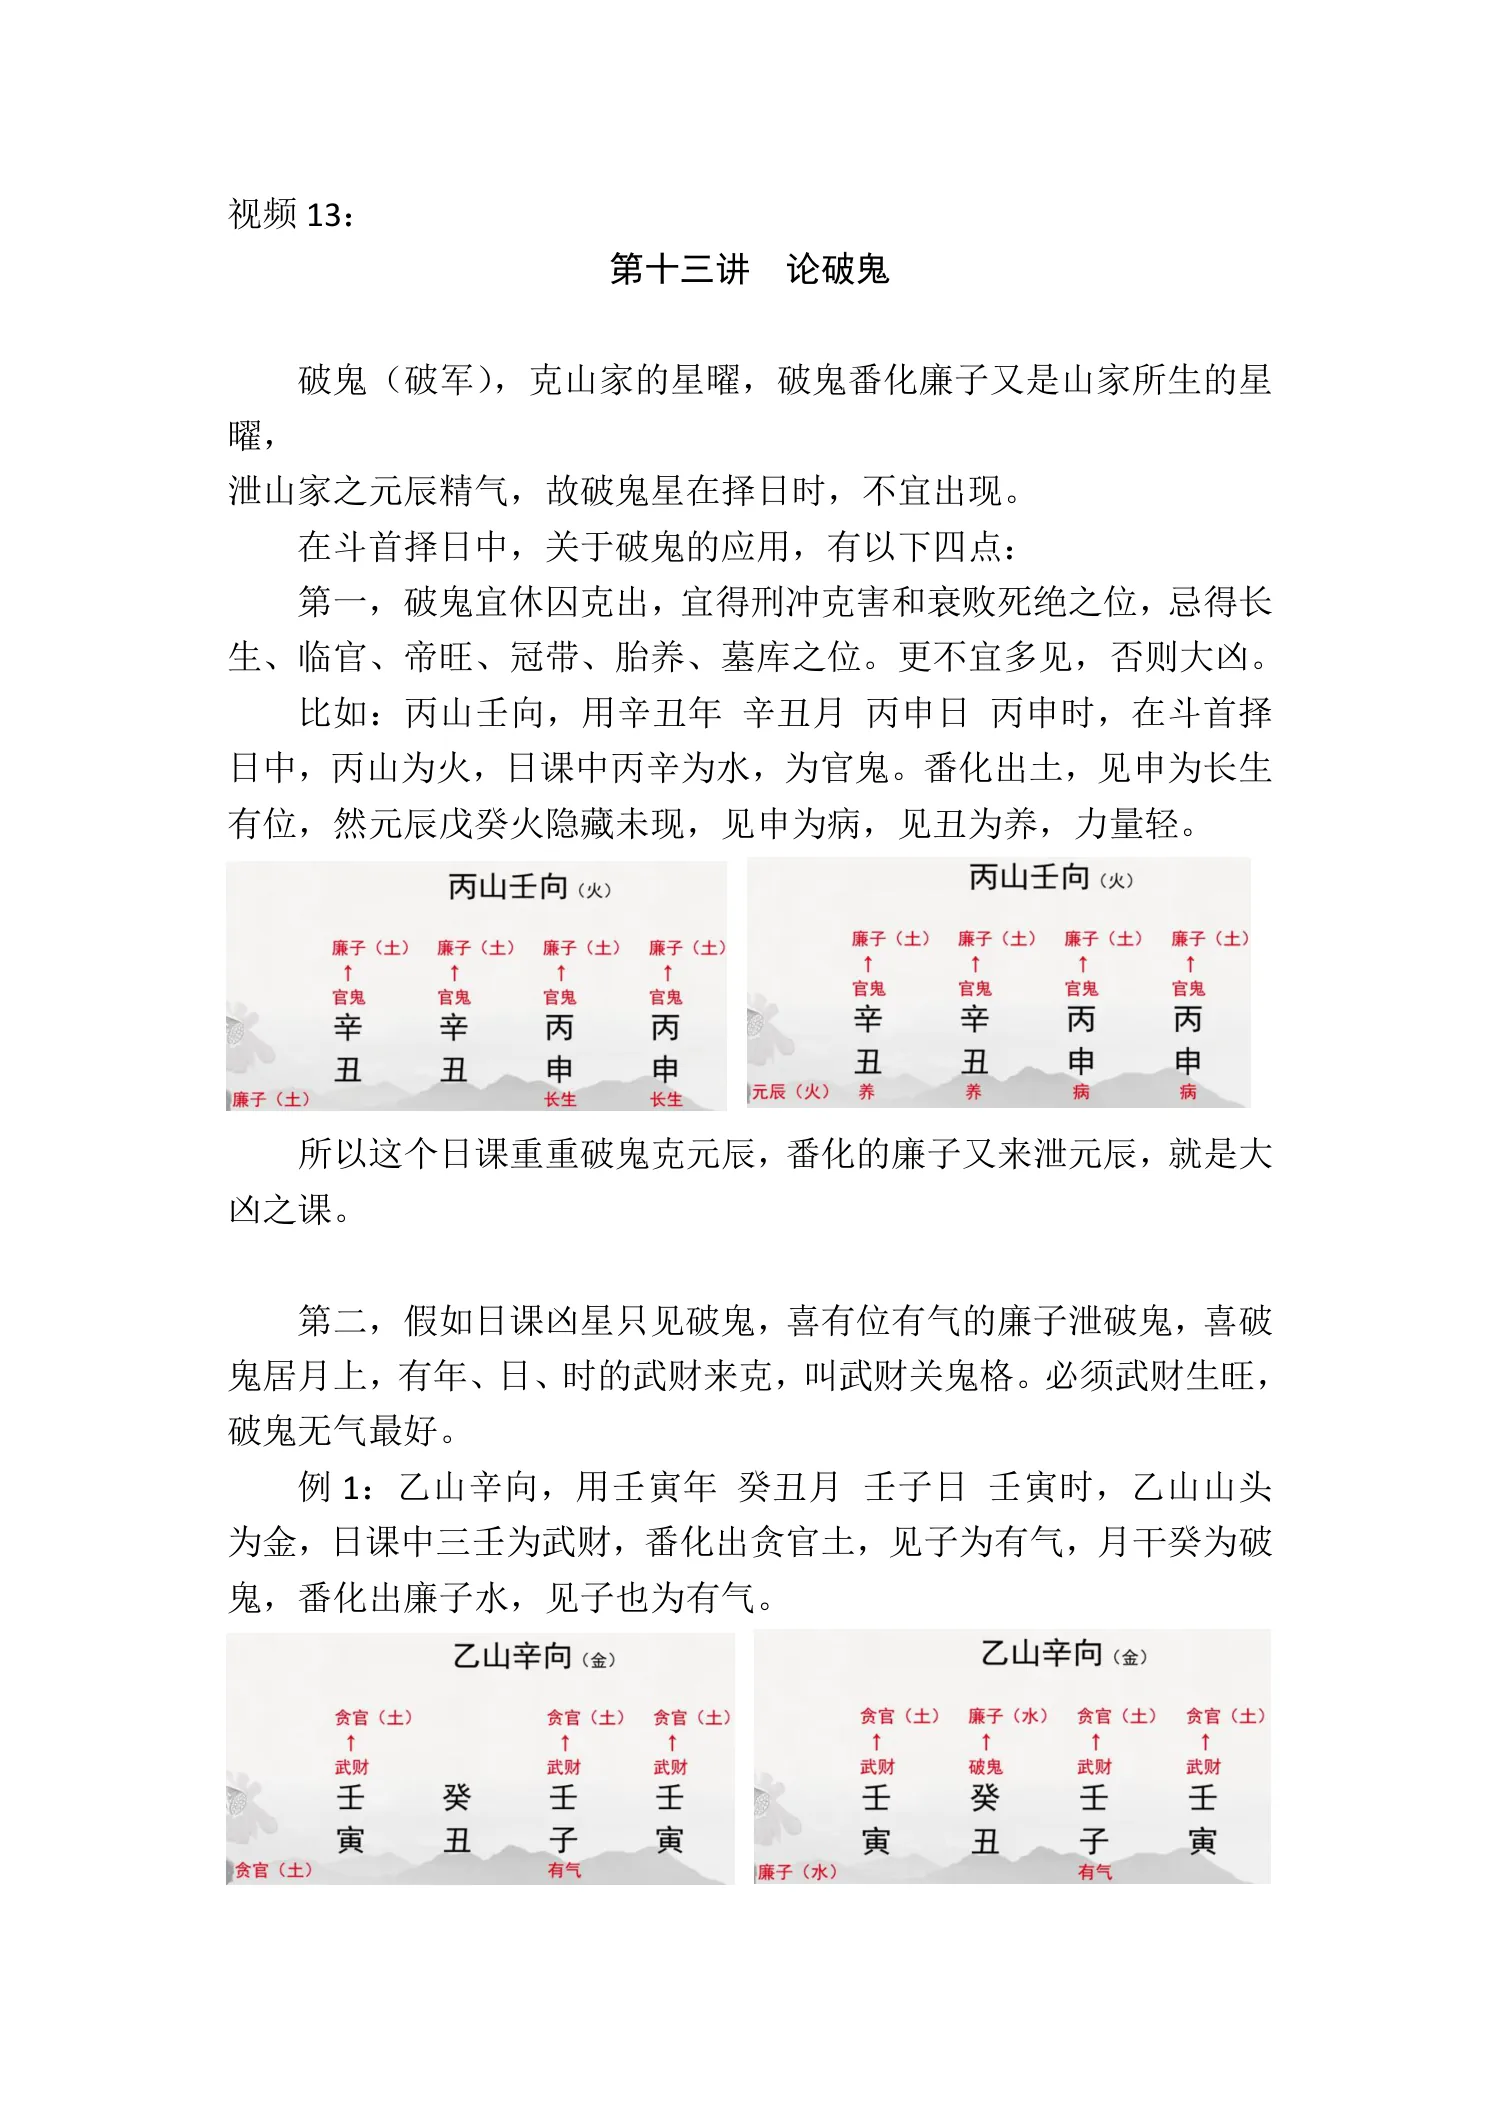 视频 13：
第十三讲　论破鬼
破鬼（破军），克山家的星曜，破鬼番化廉子又是山家所生的星
曜，
泄山家之元辰精气，故破鬼星在择日时，不宜出现。
在斗首择日中，关于破鬼的应用，有以下四点：
第一，破鬼宜休囚克出，宜得刑冲克害和衰败死绝之位，忌得长
生、临官、帝旺、冠带、胎养、墓库之位。更不宜多见，否则大凶。
比如：丙山壬向，用辛丑年 辛丑月 丙申日 丙申时，在斗首择
日中，丙山为火，日课中丙辛为水，为官鬼。番化出土，见申为长生
有位，然元辰戊癸火隐藏未现，见申为病，见丑为养，力量轻。
丙山壬向（火）
廉子（土） 廉子（土） 廉子（土） 廉子（土）
↑ ↑ ↑ ↑
官鬼 官鬼 官鬼 官鬼
辛 辛 丙 丙
丑 丑 申 申
廉子（土） 长生 长生
丙山壬向（火）
廉子（土） 廉子（土） 廉子（土） 廉子（土）
↑ ↑ ↑ ↑
官鬼 官鬼 官鬼 官鬼
辛 辛 丙 丙
丑 丑 申 申
元辰（火） 养 养 病 病
所以这个日课重重破鬼克元辰，番化的廉子又来泄元辰，就是大
凶之课。
第二，假如日课凶星只见破鬼，喜有位有气的廉子泄破鬼，喜破
鬼居月上，有年、日、时的武财来克，叫武财关鬼格。必须武财生旺，
破鬼无气最好。
例 1：乙山辛向，用壬寅年 癸丑月 壬子日 壬寅时，乙山山头
为金，日课中三壬为武财，番化出贪官土，见子为有气，月干癸为破
鬼，番化出廉子水，见子也为有气。
乙山辛向（金）
贪官（土） 贪官（土） 贪官（土）
↑ ↑ ↑
武财 武财 武财
壬 癸 壬 壬
寅 丑 子 寅
贪官（土） 有气
乙山辛向（金）
贪官（土） 廉子（水） 贪官（土） 贪官（土）
↑ ↑ ↑ ↑
武财 破鬼 武财 武财
壬 癸 壬 壬
寅 丑 子 寅
廉子（水） 有气